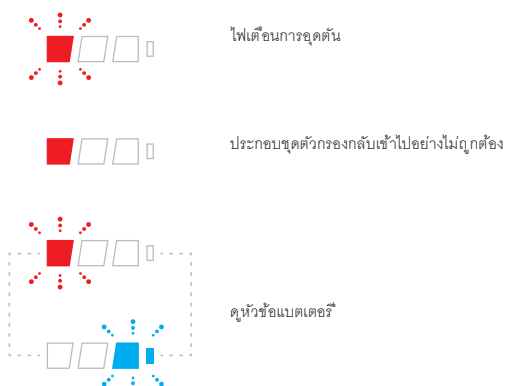 ไฟเตือนการอุดตัน
ประกอบชุดตัวกรองกลับเข้าไปอย่างไม่ถูกต้อง
ดูหัวข้อแบตเตอรี่